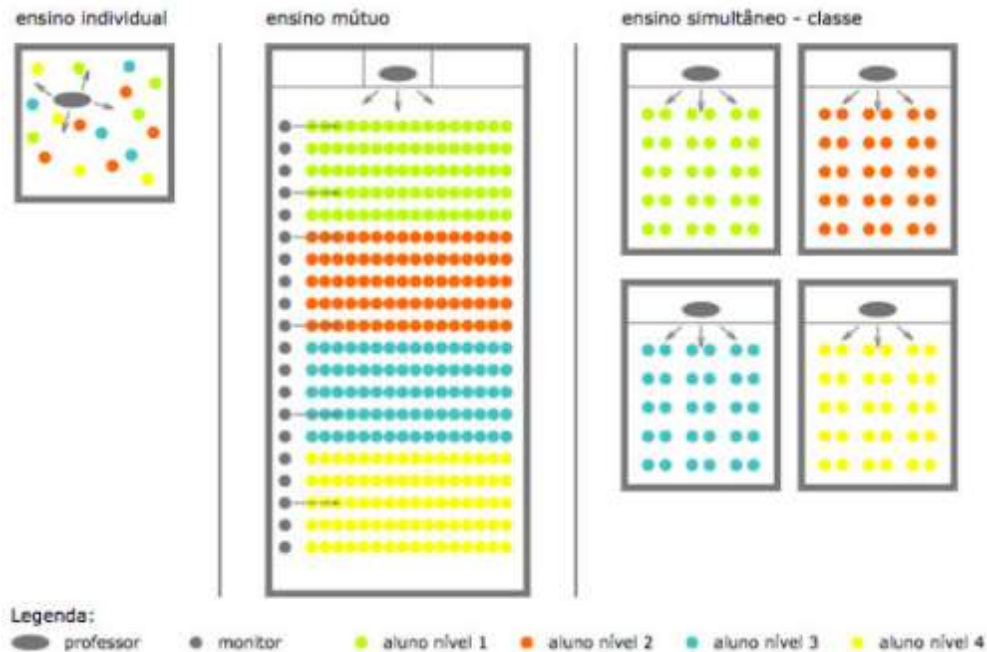 ensino individual
ensino mútuo
ensino simultâneo - classe
Legenda:
professor
monitor
aluno nível 1
aluno nível 2
aluno nível 3
aluno nível 4